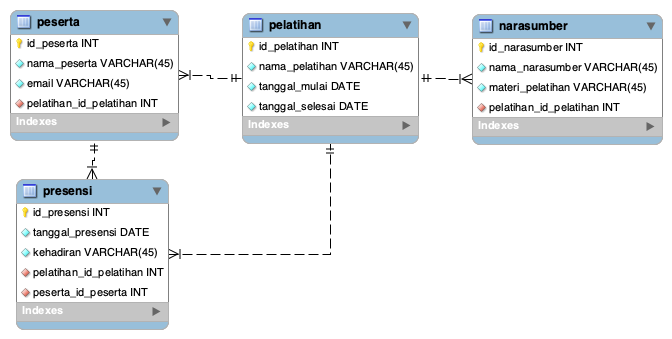 peserta
id_peserta INT
nama_peserta VARCHAR(45)
email VARCHAR(45)
pelatihan_id_pelatihan INT
Indexes
pelatihan
id_pelatihan INT
nama_pelatihan VARCHAR(45)
tanggal_mulai DATE
tanggal_selesai DATE
Indexes
narasumber
id_narasumber INT
nama_narasumber VARCHAR(45)
materi_pelatihan VARCHAR(45)
pelatihan_id_pelatihan INT
Indexes
presensi
id_presensi INT
tanggal_presensi DATE
kehadiran VARCHAR(45)
pelatihan_id_pelatihan INT
peserta_id_peserta INT
Indexes